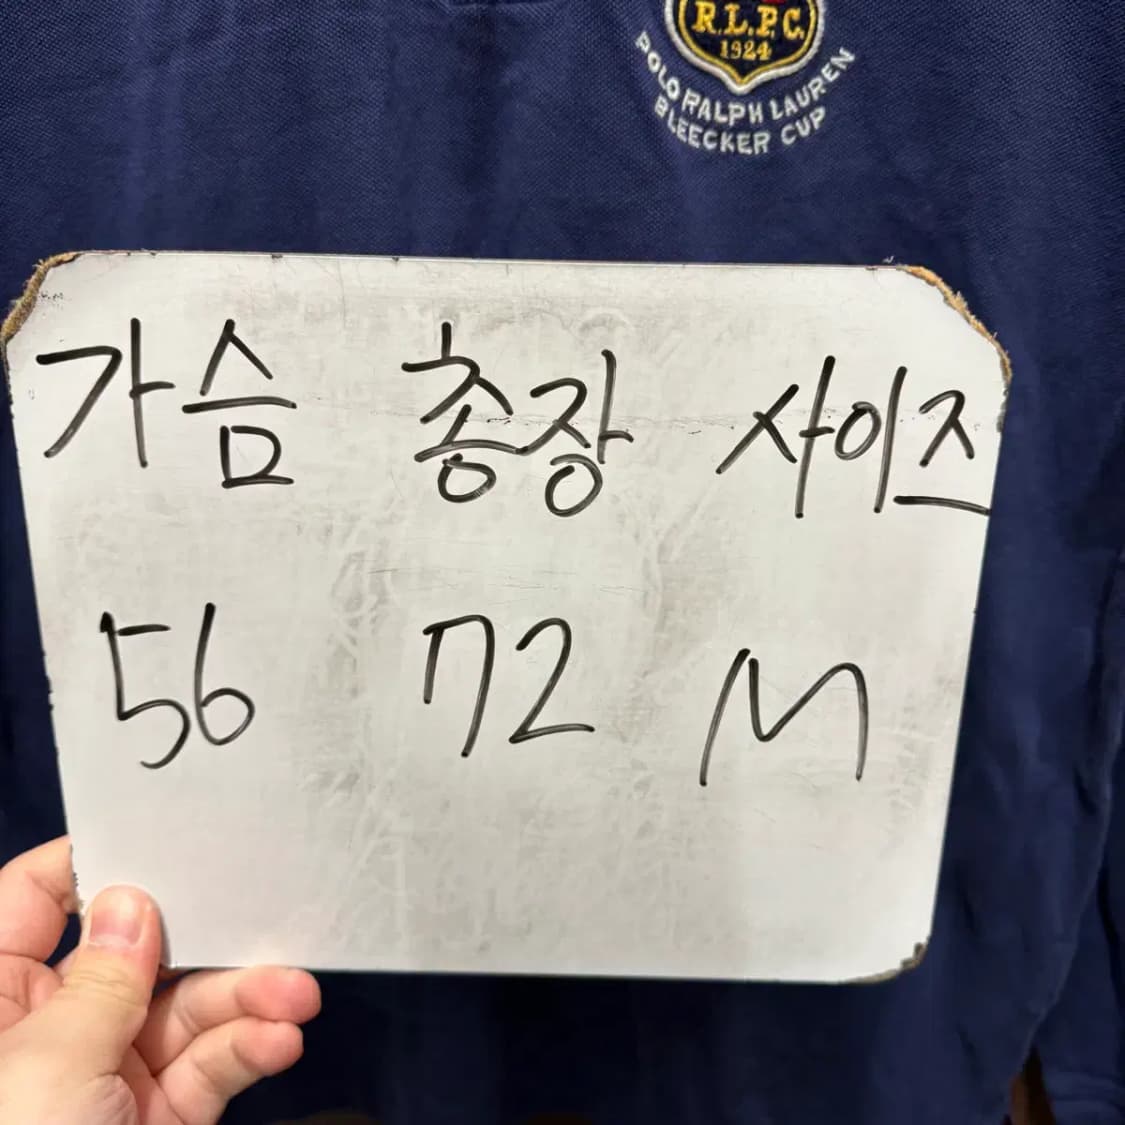 R.L.P.C.
1924
POLO RALPH LAUREN
BLEECKER CUP
가슴 총장 사이즈
56 72 M